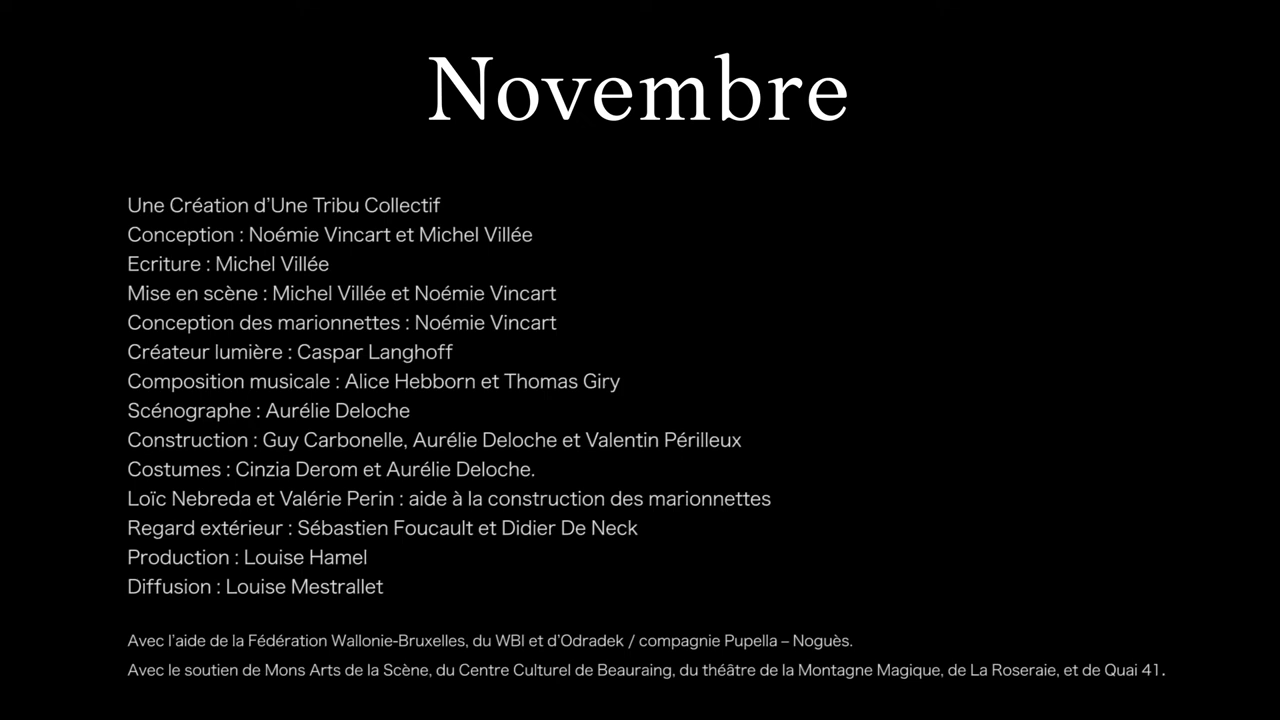 Novembre
Une Création d’Une Tribu Collectif
Conception : Noémie Vincart et Michel Villée
Ecriture : Michel Villée
Mise en scène : Michel Villée et Noémie Vincart
Conception des marionnettes : Noémie Vincart
Créateur lumière : Caspar Langhoff
Composition musicale : Alice Hebborn et Thomas Giry
Scénographe : Aurélie Deloche
Construction : Guy Carbonelle, Aurélie Deloche et Valentin Périlleux
Costumes : Cinzia Derom et Aurélie Deloche.
Loïc Nebreda et Valérie Perin : aide à la construction des marionnettes
Regard extérieur : Sébastien Foucault et Didier De Neck
Production : Louise Hamel
Diffusion : Louise Mestrallet
Avec l’aide de la Fédération Wallonie-Bruxelles, du WBI et d’Odradek / compagnie Pupella – Noguès.
Avec le soutien de Mons Arts de la Scène, du Centre Culturel de Beauraing, du théâtre de la Montagne Magique, de La Roseraie, et de Quai 41.